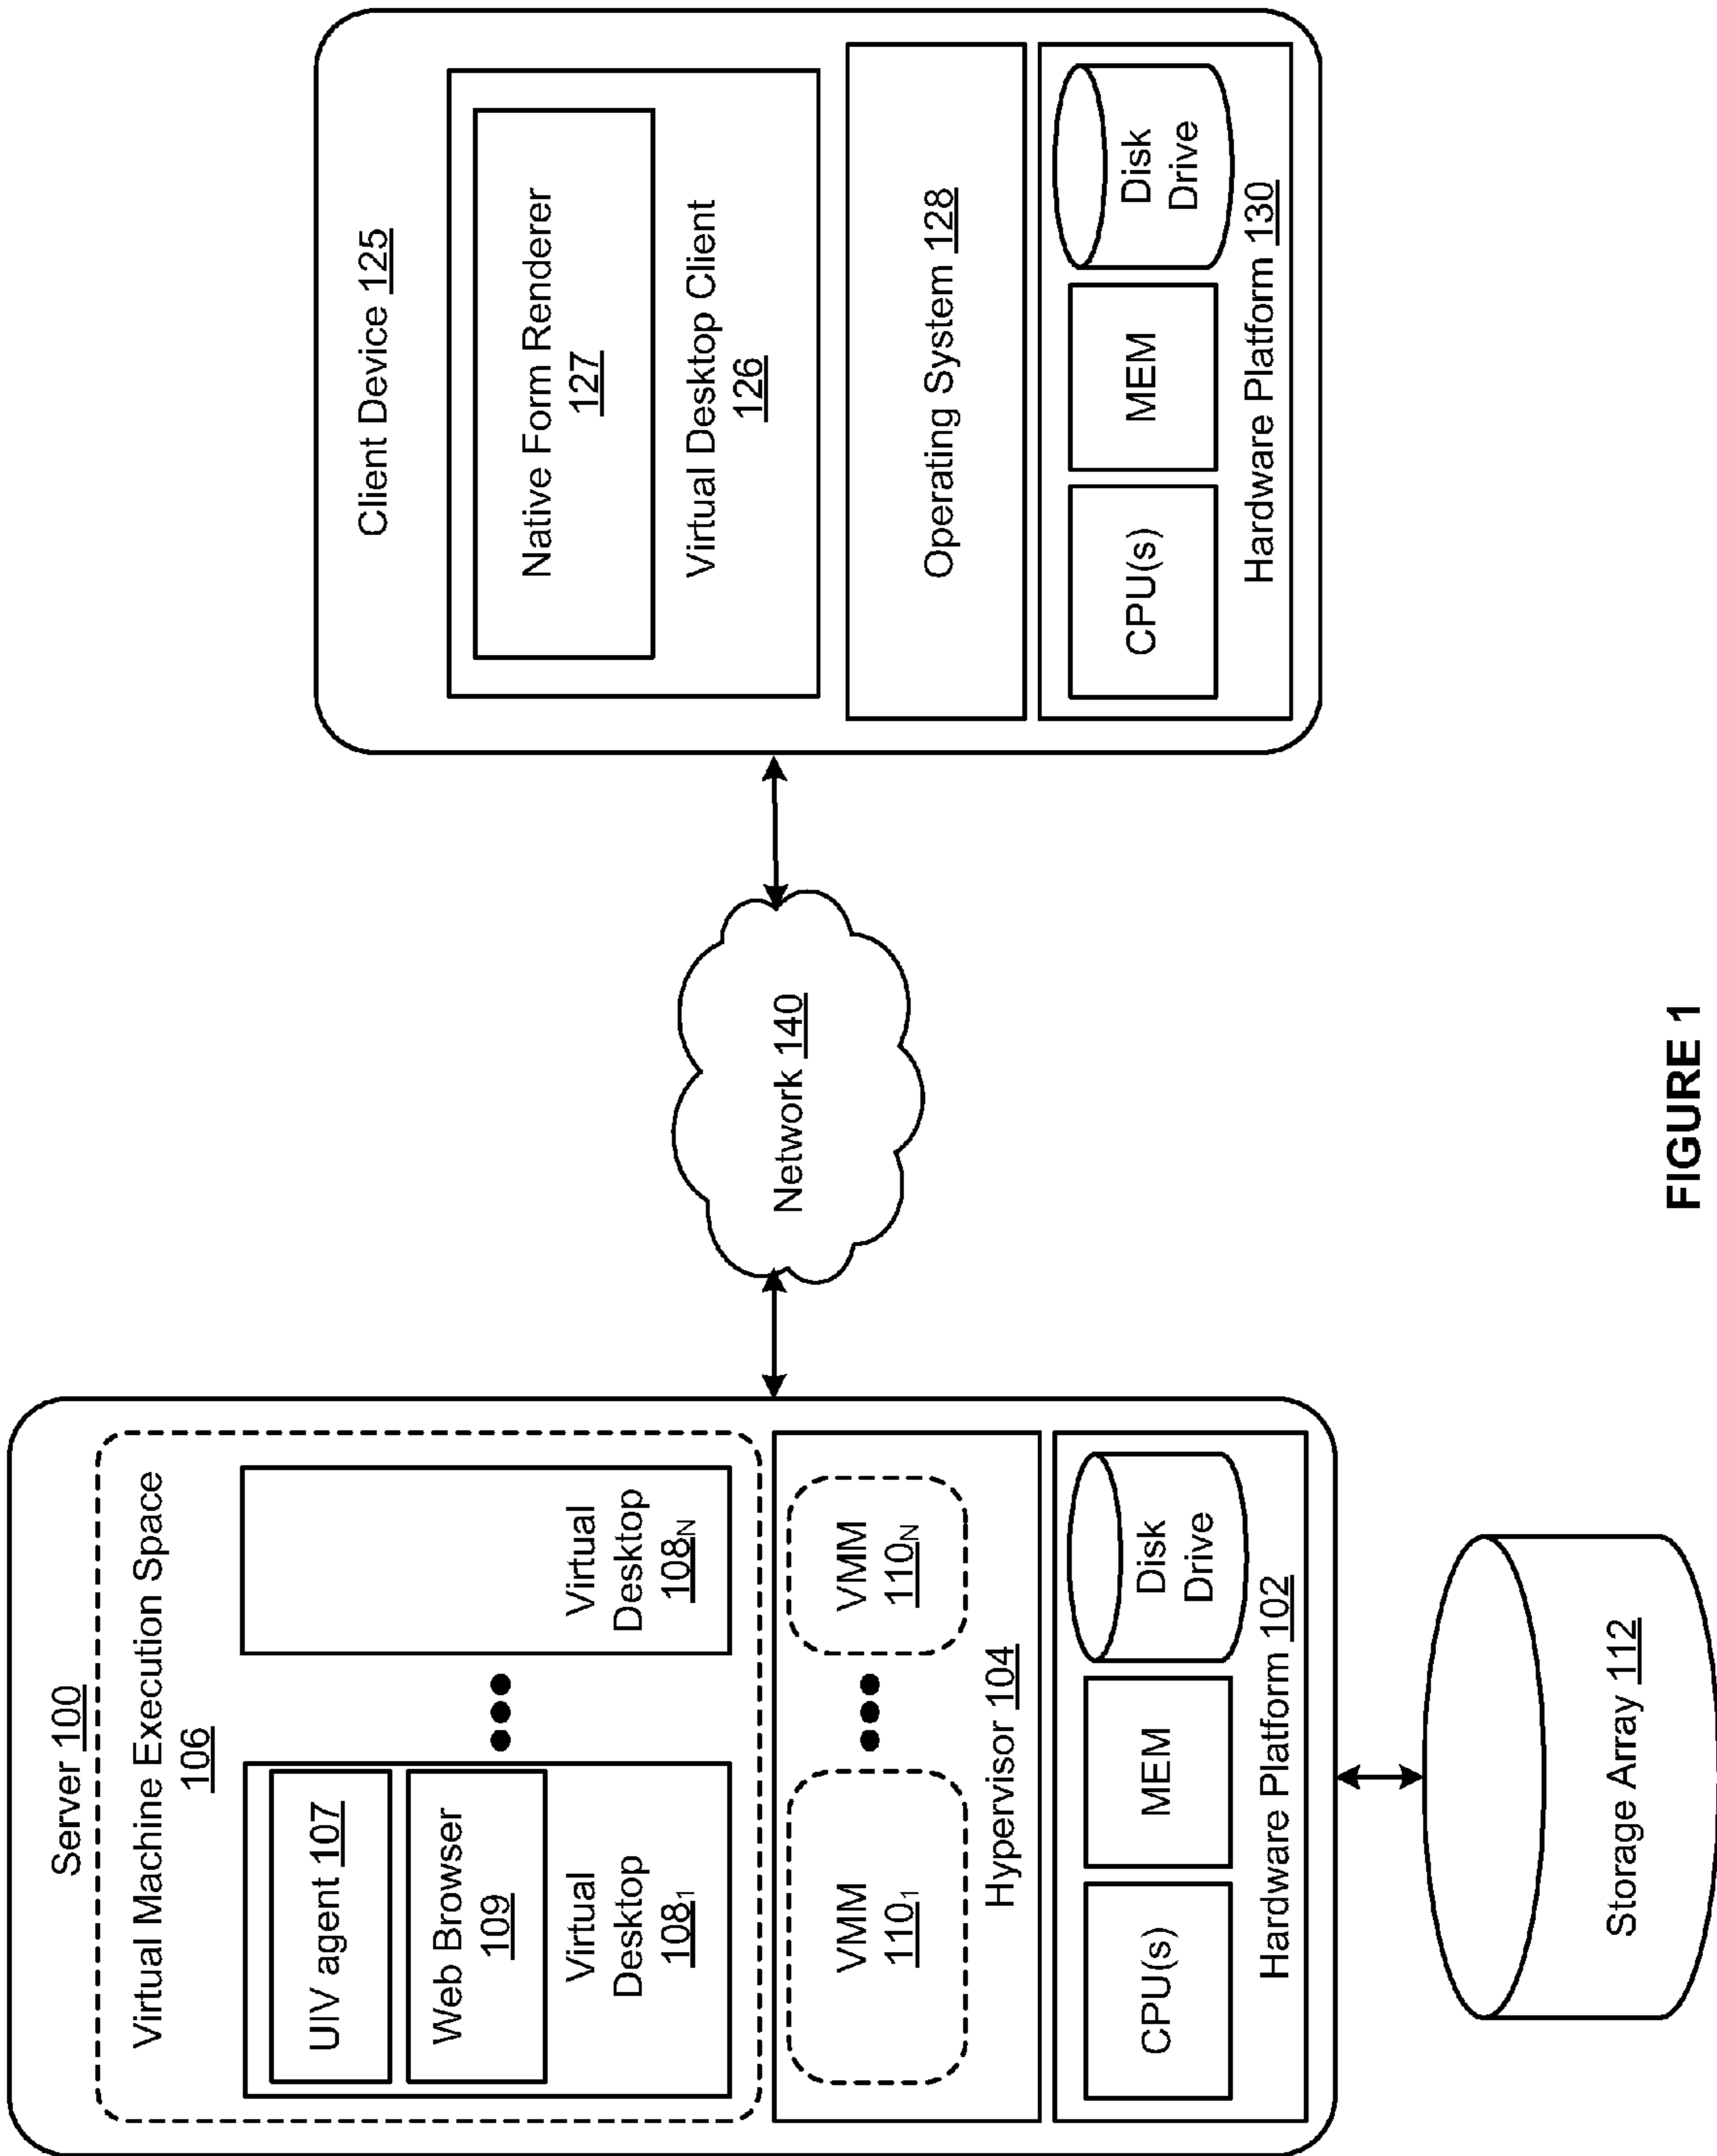 Server 100
Virtual Machine Execution Space
106
UIV agent 107
Web Browser
109
Virtual
Desktop
108₁
Virtual
Desktop
108N
VMM
110₁
VMM
110N
Hypervisor 104
CPU(s)
MEM
Disk
Drive
Hardware Platform 102
Storage Array 112
Network 140
Client Device 125
Native Form Renderer
127
Virtual Desktop Client
126
Operating System 128
CPU(s)
MEM
Disk
Drive
Hardware Platform 130
FIGURE 1